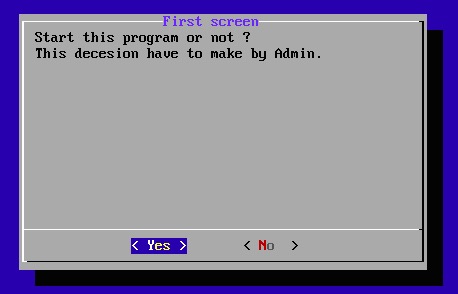 First screen
Start this program or not ?
This decesion have to make by Admin.
< Yes > < No >